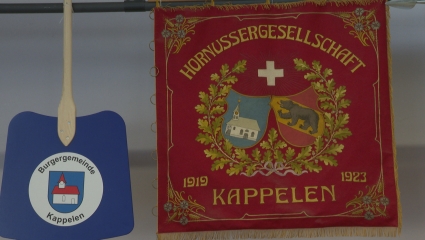 Burgergemeinde
Kappelen
HORNUSSERGESELLSCHAFT
1919
1923
KAPPELEN